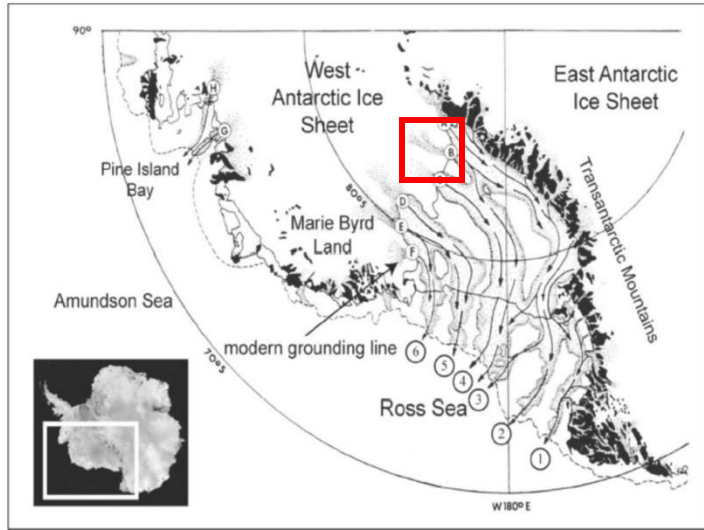 90°
West
Antarctic Ice
Sheet
East Antarctic
Ice Sheet
H
G
Pine Island
Bay
A
B
80°S
D
E
F
Marie Byrd
Land
Transantarctic Mountains
Amundson Sea
modern grounding line
70°S
6
5
4
3
Ross Sea
2
1
W180°E